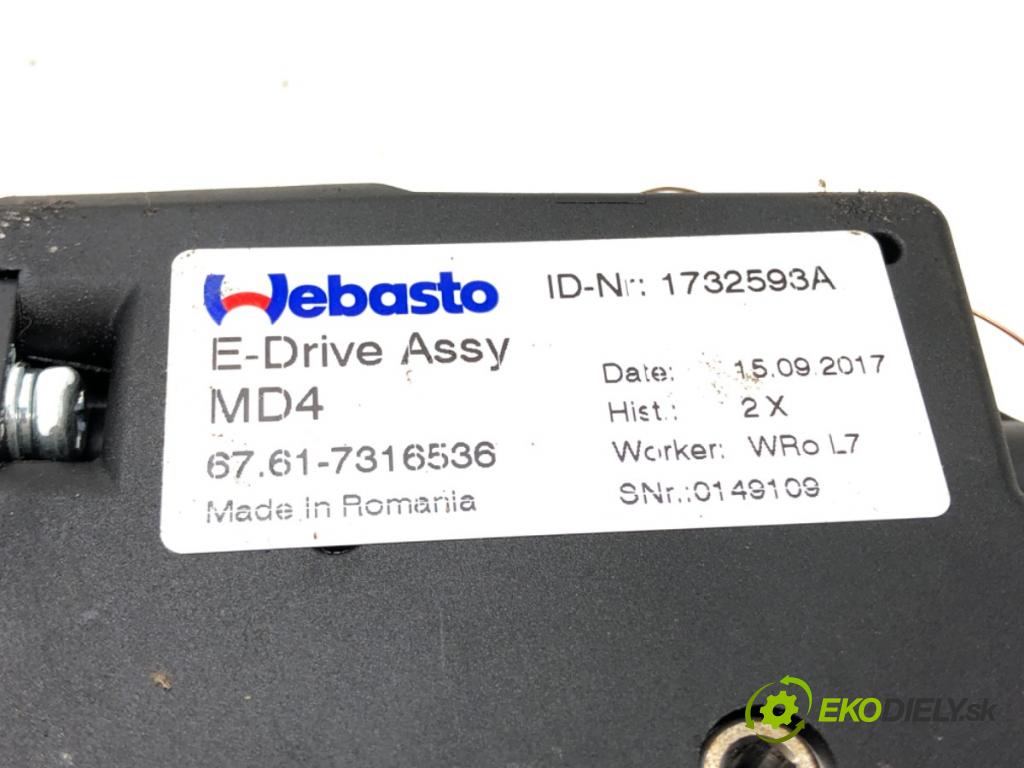 Webasto
E-Drive Assy
MD4
67.61-7316536
Made in Romania
ID-Nr: 1732593A
Date: 15.09.2017
Hist.: 2 X
Worker: WRo L7
SNr.:0149109
EKODIELY.sk